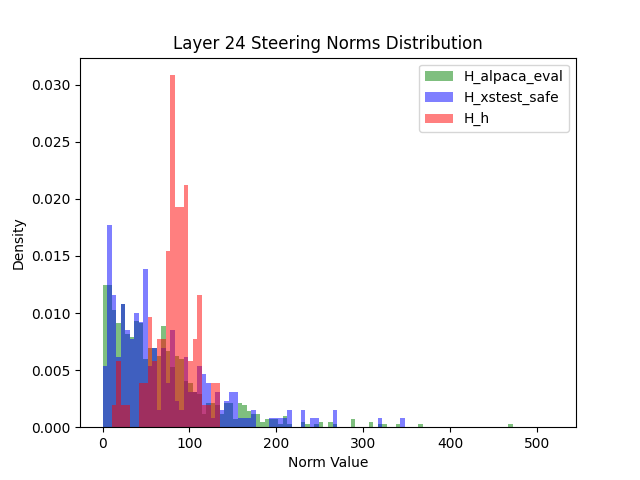 Layer 24 Steering Norms Distribution
H_alpaca_eval
H_xstest_safe
H_h
0.030
0.025
0.020
0.015
0.010
0.005
0.000
Density
0
100
200
300
400
500
Norm Value